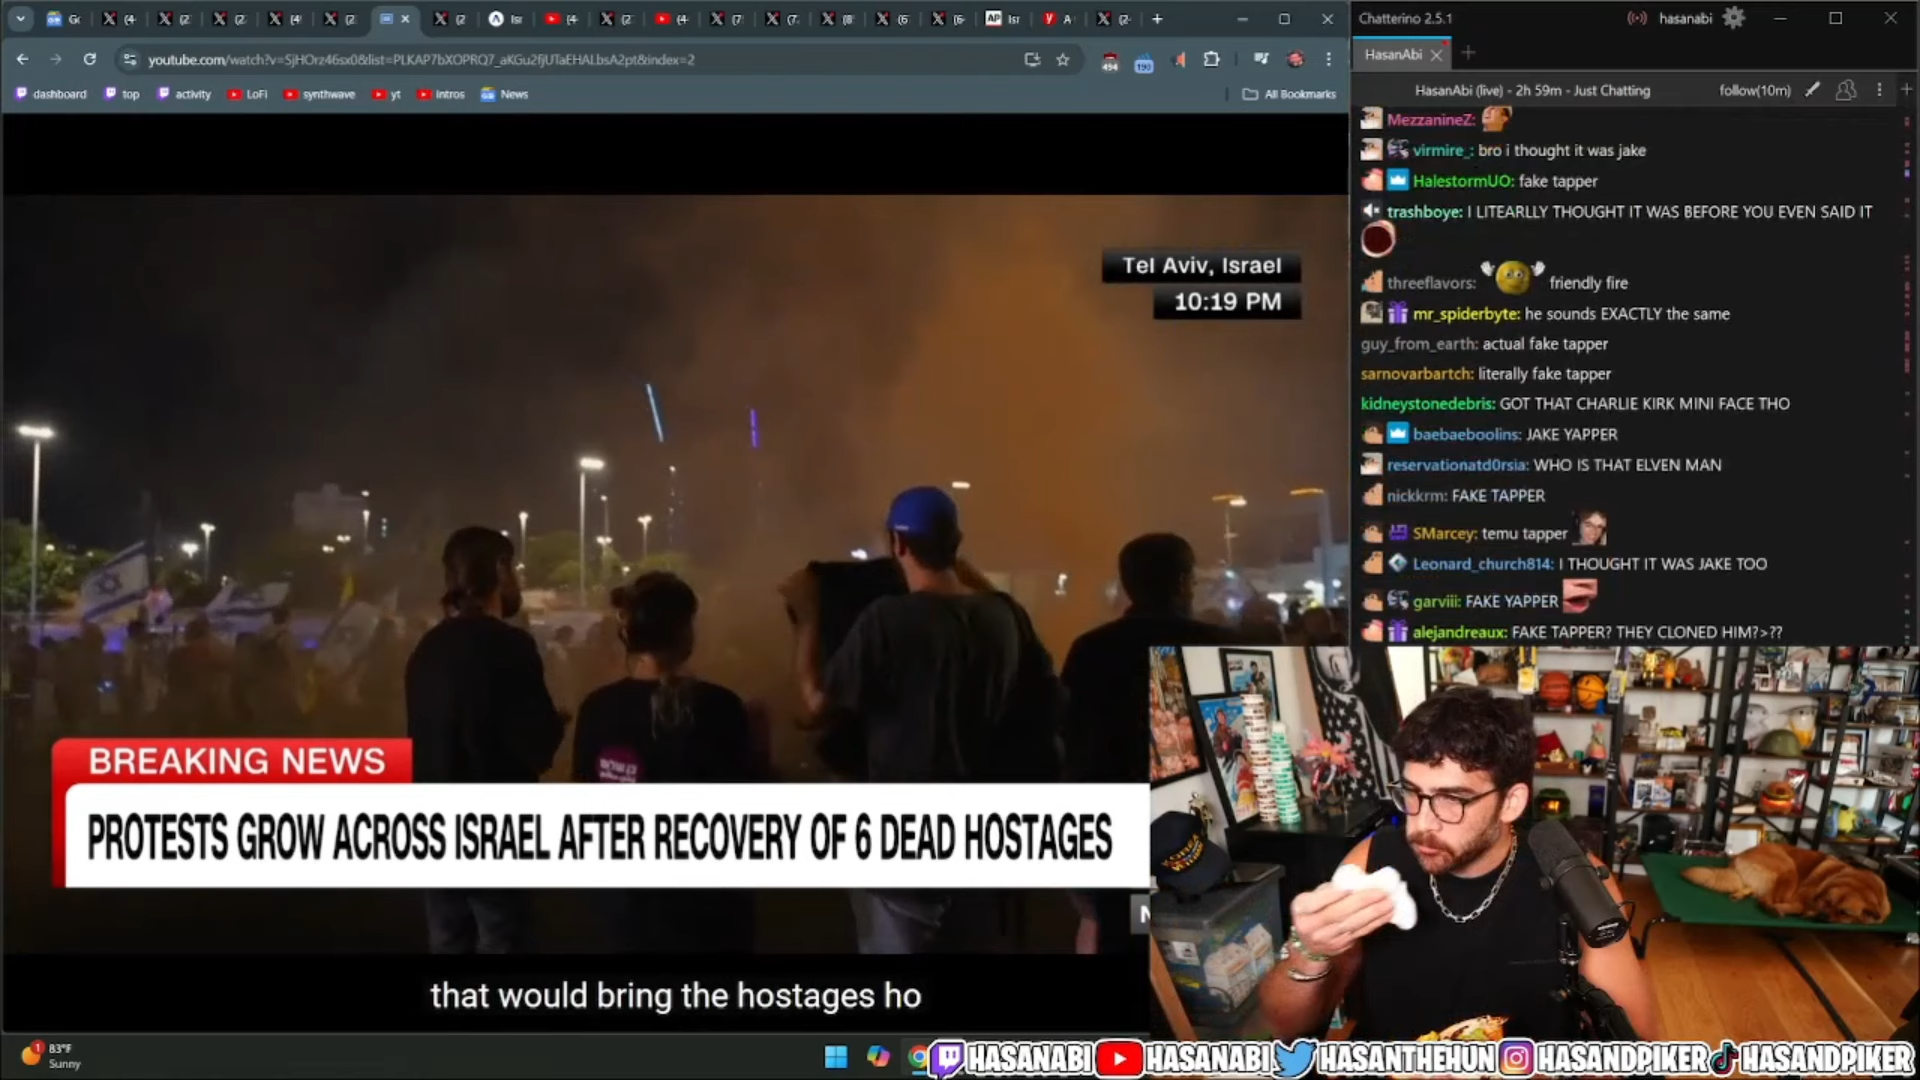 Chatterino 2.5.1
hasanabi
youtube.com/watch?v=SjHOrz46sx0&list=PLKAP7bXOPRQ7_aKGu2fjUTaEHALbsA2pt&index=2
494
190
HasanAbi
dashboard
top
activity
LoFi
synthwave
yt
intros
News
All Bookmarks
HasanAbi (live) - 2h 59m - Just Chatting
follow(10m)
MezzanineZ:
virmire_: bro i thought it was jake
HalestormUO: fake tapper
trashboye: I LITEARLLY THOUGHT IT WAS BEFORE YOU EVEN SAID IT
threeflavors: friendly fire
mr_spiderbyte: he sounds EXACTLY the same
guy_from_earth: actual fake tapper
sarnovarbartch: literally fake tapper
kidneystonedebris: GOT THAT CHARLIE KIRK MINI FACE THO
baebaeboolins: JAKE YAPPER
reservationatd0rsia: WHO IS THAT ELVEN MAN
nickkrm: FAKE TAPPER
SMarcey: temu tapper
Leonard_church814: I THOUGHT IT WAS JAKE TOO
garviii: FAKE YAPPER
alejandreaux: FAKE TAPPER? THEY CLONED HIM?>??
Tel Aviv, Israel
10:19 PM
BREAKING NEWS
PROTESTS GROW ACROSS ISRAEL AFTER RECOVERY OF 6 DEAD HOSTAGES
that would bring the hostages ho
1
83°F
Sunny
HASANABI
HASANABI
HASANTHEHUN
HASANDPIKER
HASANDPIKER